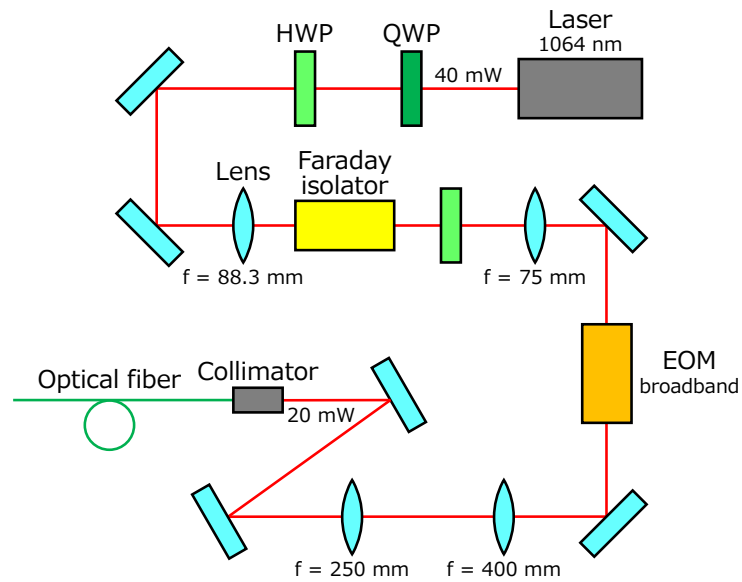 HWP
QWP
Laser
1064 nm
40 mW
Lens
Faraday
isolator
f = 88.3 mm
f = 75 mm
EOM
broadband
Optical fiber
Collimator
20 mW
f = 250 mm
f = 400 mm